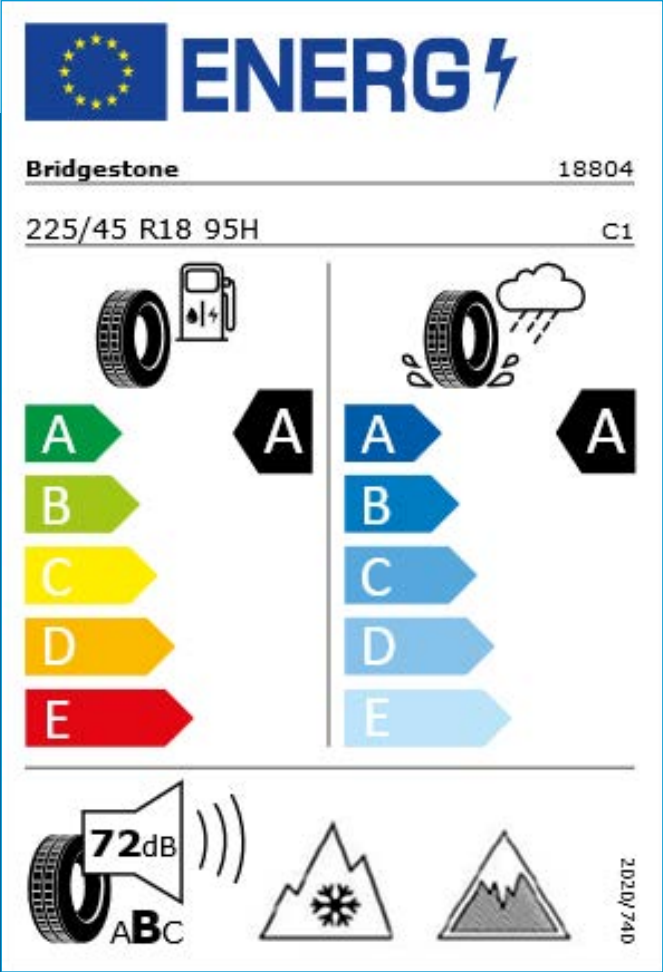 ENERG
Bridgestone 18804
225/45 R18 95H C1
A A A A
B B
C C
D D
E E
72dB
ABC
2020/740